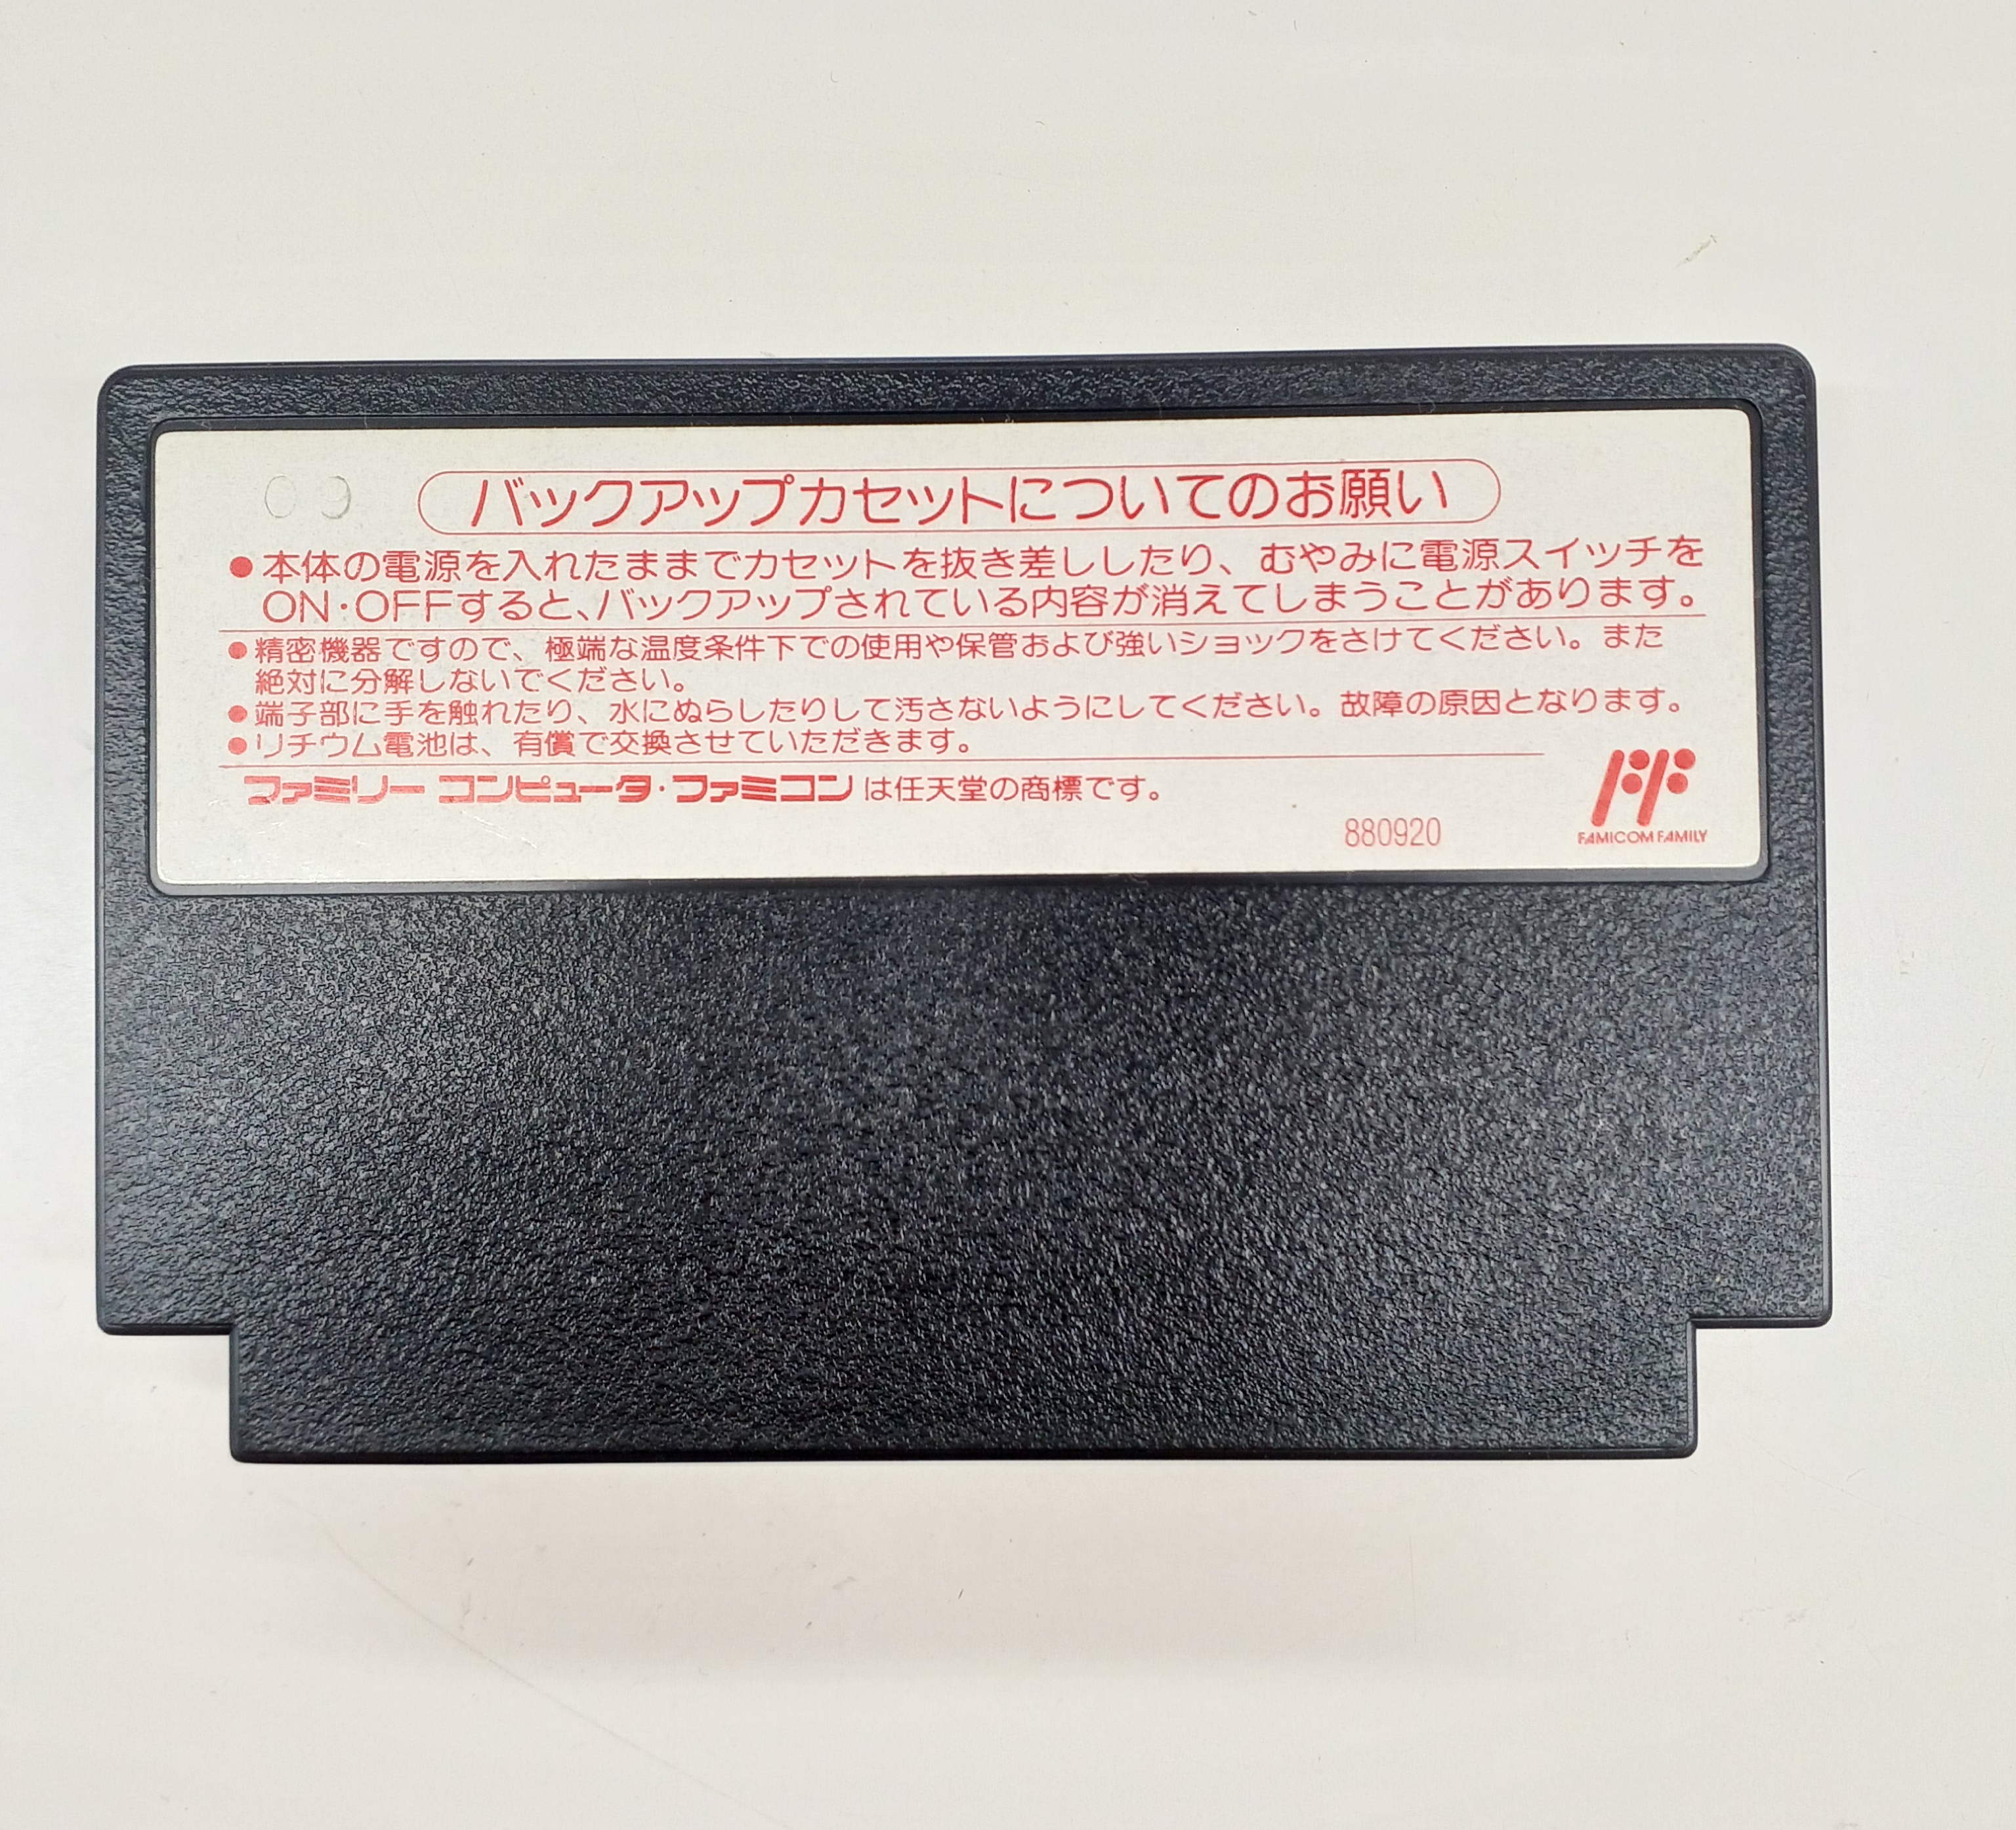 09
バックアップカセットについてのお願い
●本体の電源を入れたままでカセットを抜き差ししたり、むやみに電源スイッチを
ON・OFFすると、バックアップされている内容が消えてしまうことがあります。
●精密機器ですので、極端な温度条件下での使用や保管および強いショックをさけてください。また
絶対に分解しないでください。
●端子部に手を触れたり、水にぬらしたりして汚さないようにしてください。故障の原因となります。
●リチウム電池は、有償で交換させていただきます。
ファミリー コンピュータ・ファミコンは任天堂の商標です。
880920
FAMICOM FAMILY